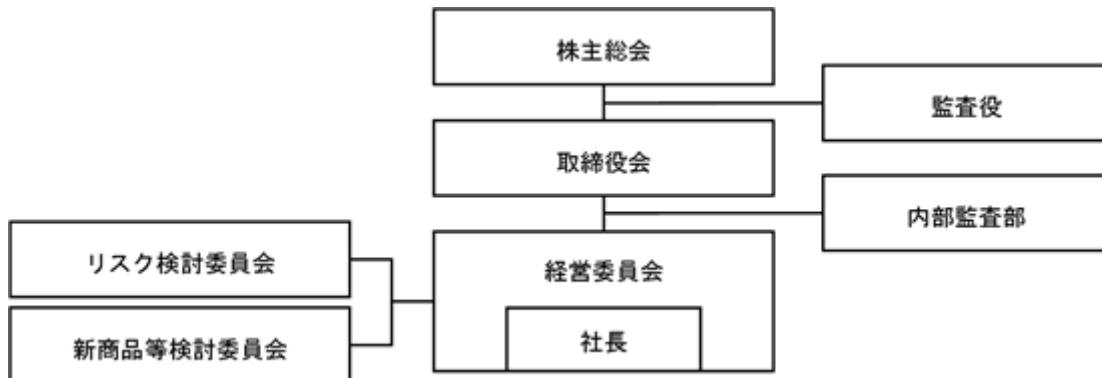 株主総会
監査役
取締役会
内部監査部
リスク検討委員会
経営委員会
新商品等検討委員会
社長